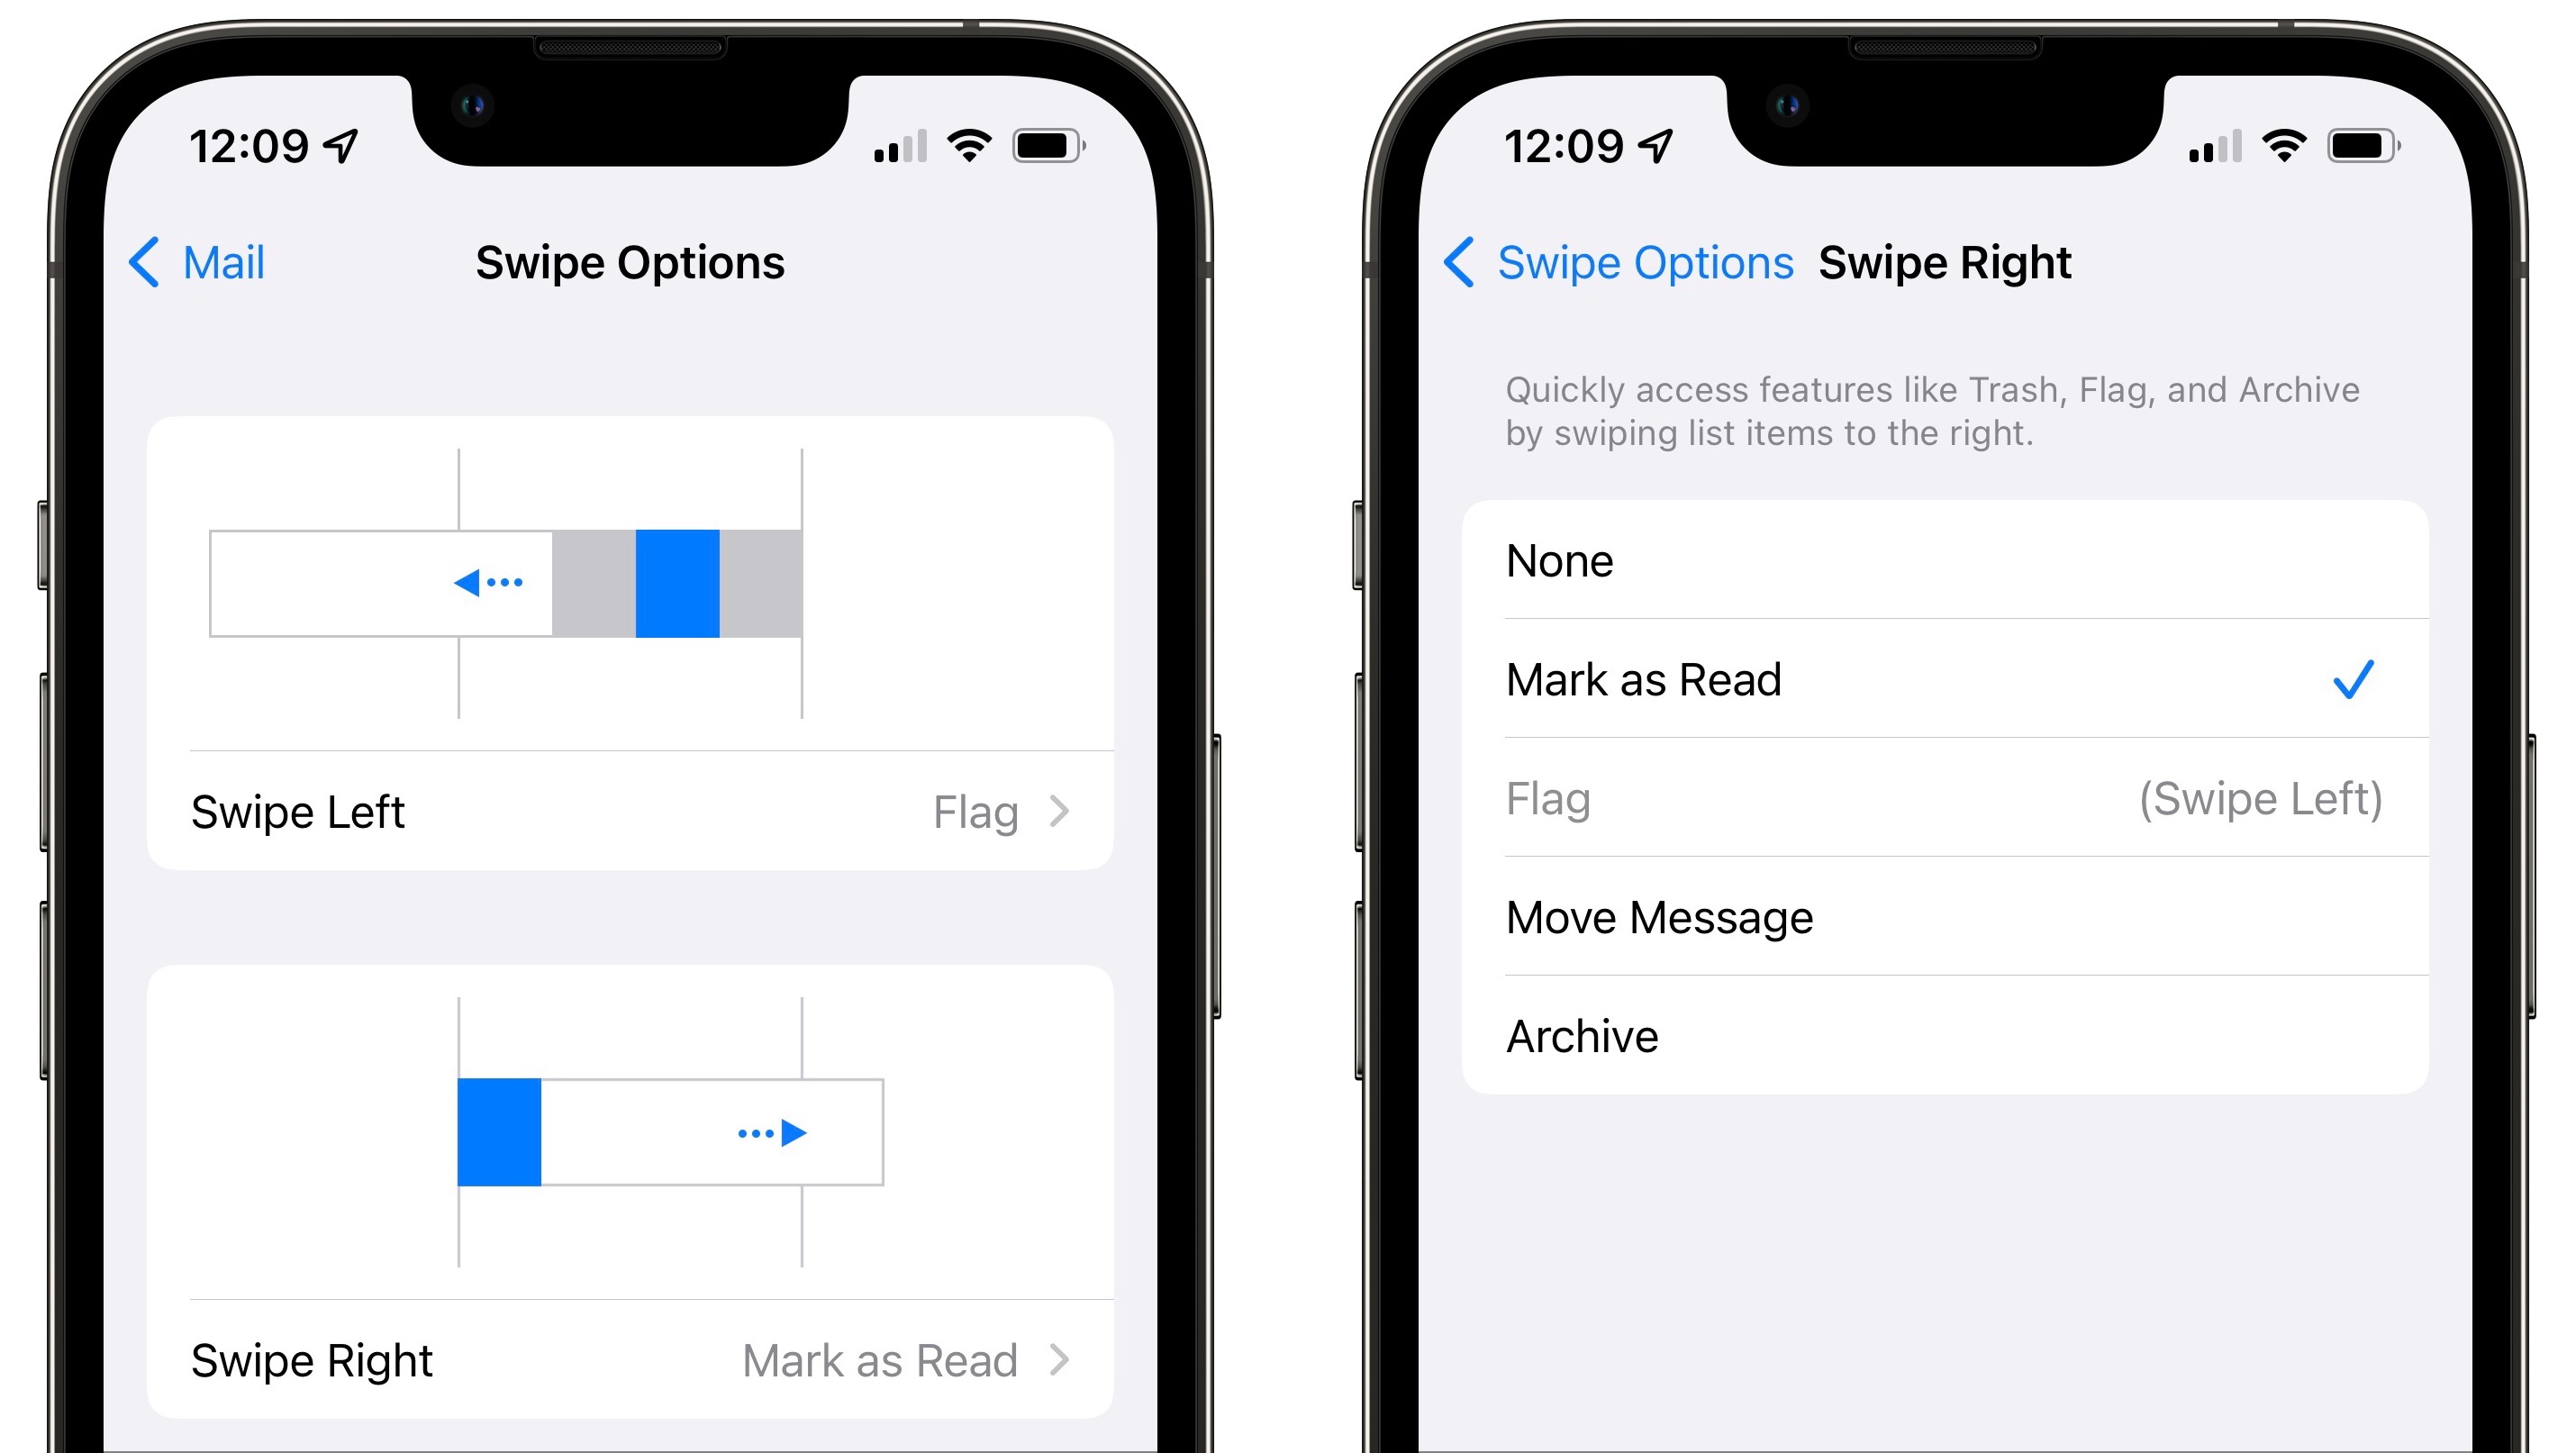 12:09
Mail Swipe Options
Swipe Left Flag
Swipe Right Mark as Read
12:09
Swipe Options Swipe Right
Quickly access features like Trash, Flag, and Archive
by swiping list items to the right.
None
Mark as Read
Flag (Swipe Left)
Move Message
Archive